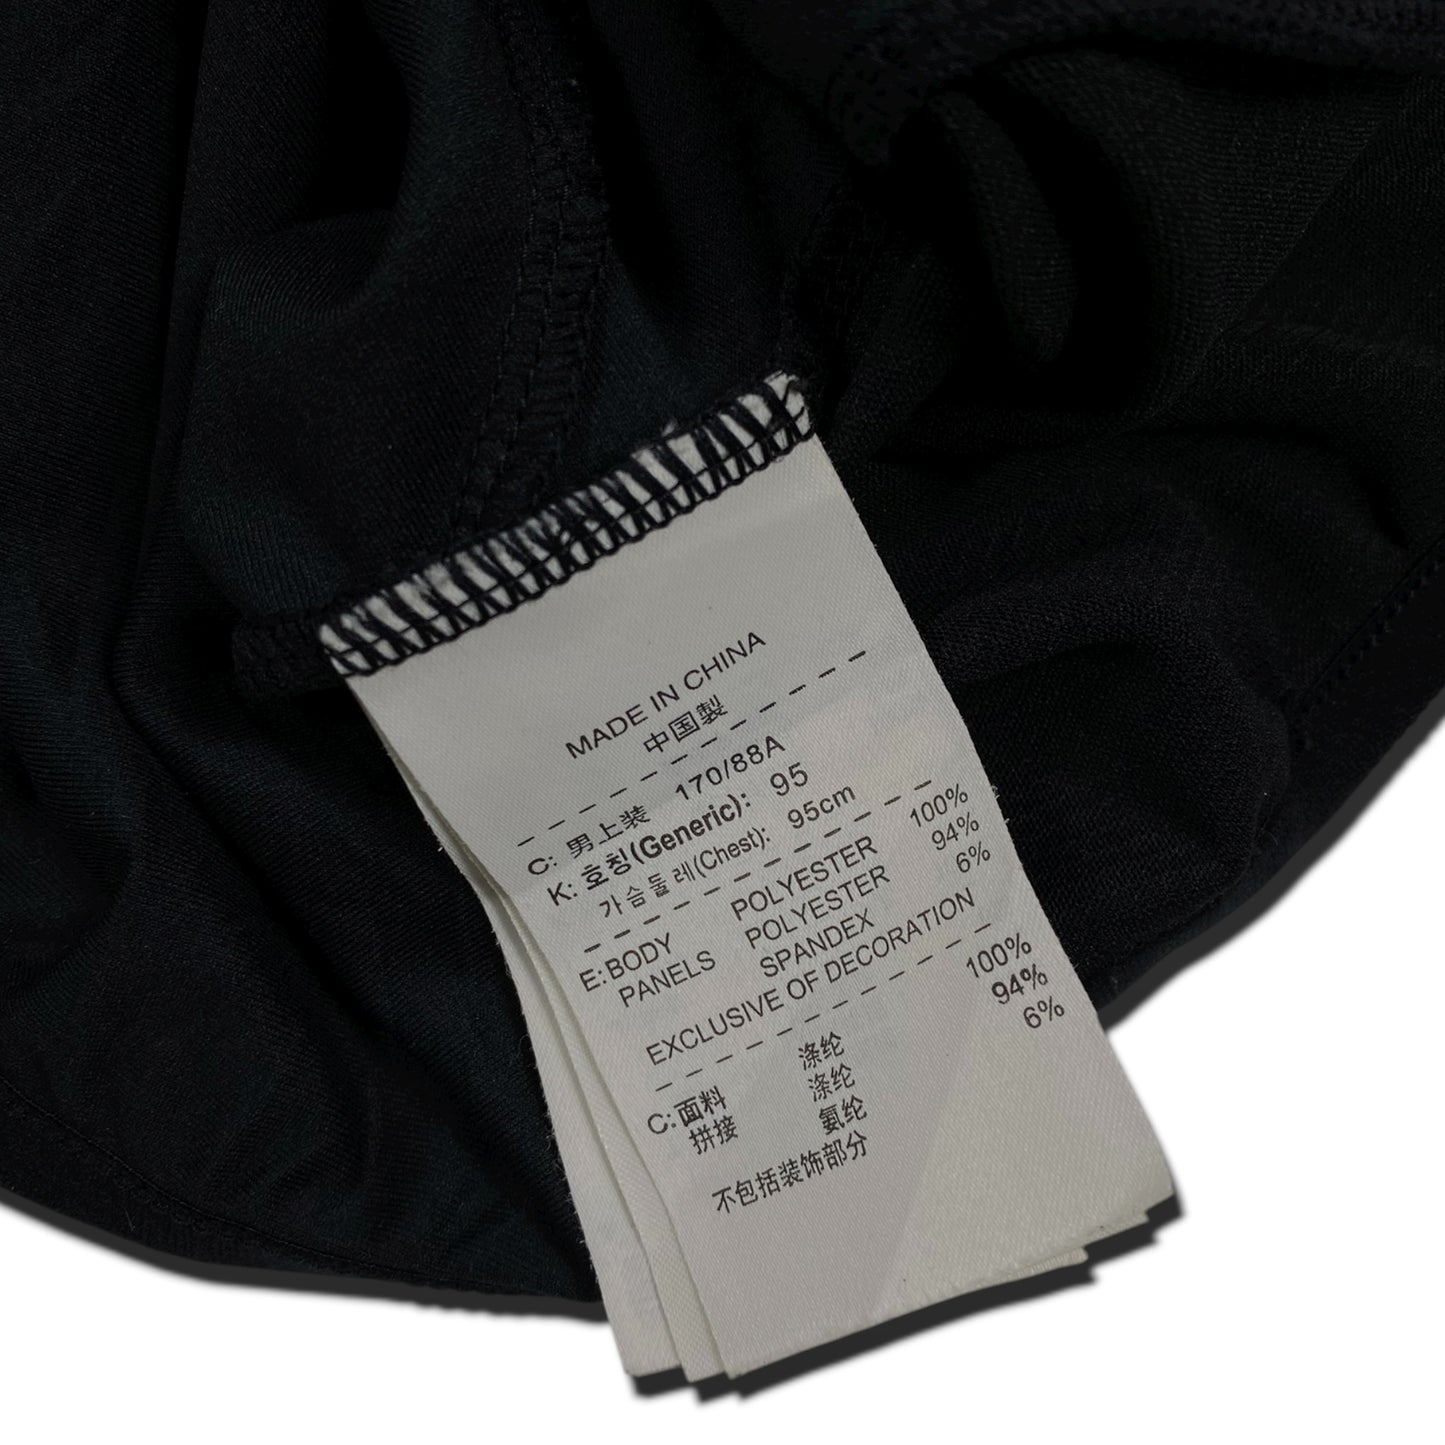 MADE IN CHINA
中国製
C: 男上装 170/88A
K: 호칭(Generic): 95
가슴둘레(Chest): 95cm
E: BODY POLYESTER 100%
PANELS POLYESTER 94%
SPANDEX 6%
EXCLUSIVE OF DECORATION
C: 面料 涤纶 100%
拼接 涤纶 94%
氨纶 6%
不包括装饰部分